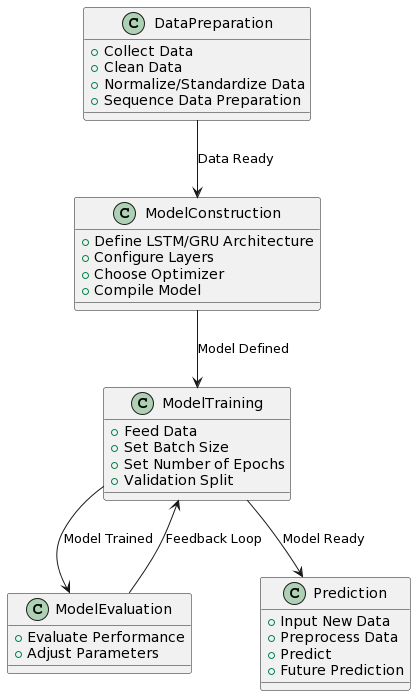 C DataPreparation
Collect Data
Clean Data
Normalize/Standardize Data
Sequence Data Preparation
Data Ready
C ModelConstruction
Define LSTM/GRU Architecture
Configure Layers
Choose Optimizer
Compile Model
Model Defined
C ModelTraining
Feed Data
Set Batch Size
Set Number of Epochs
Validation Split
Model Trained
Feedback Loop
Model Ready
C ModelEvaluation
Evaluate Performance
Adjust Parameters
C Prediction
Input New Data
Preprocess Data
Predict
Future Prediction